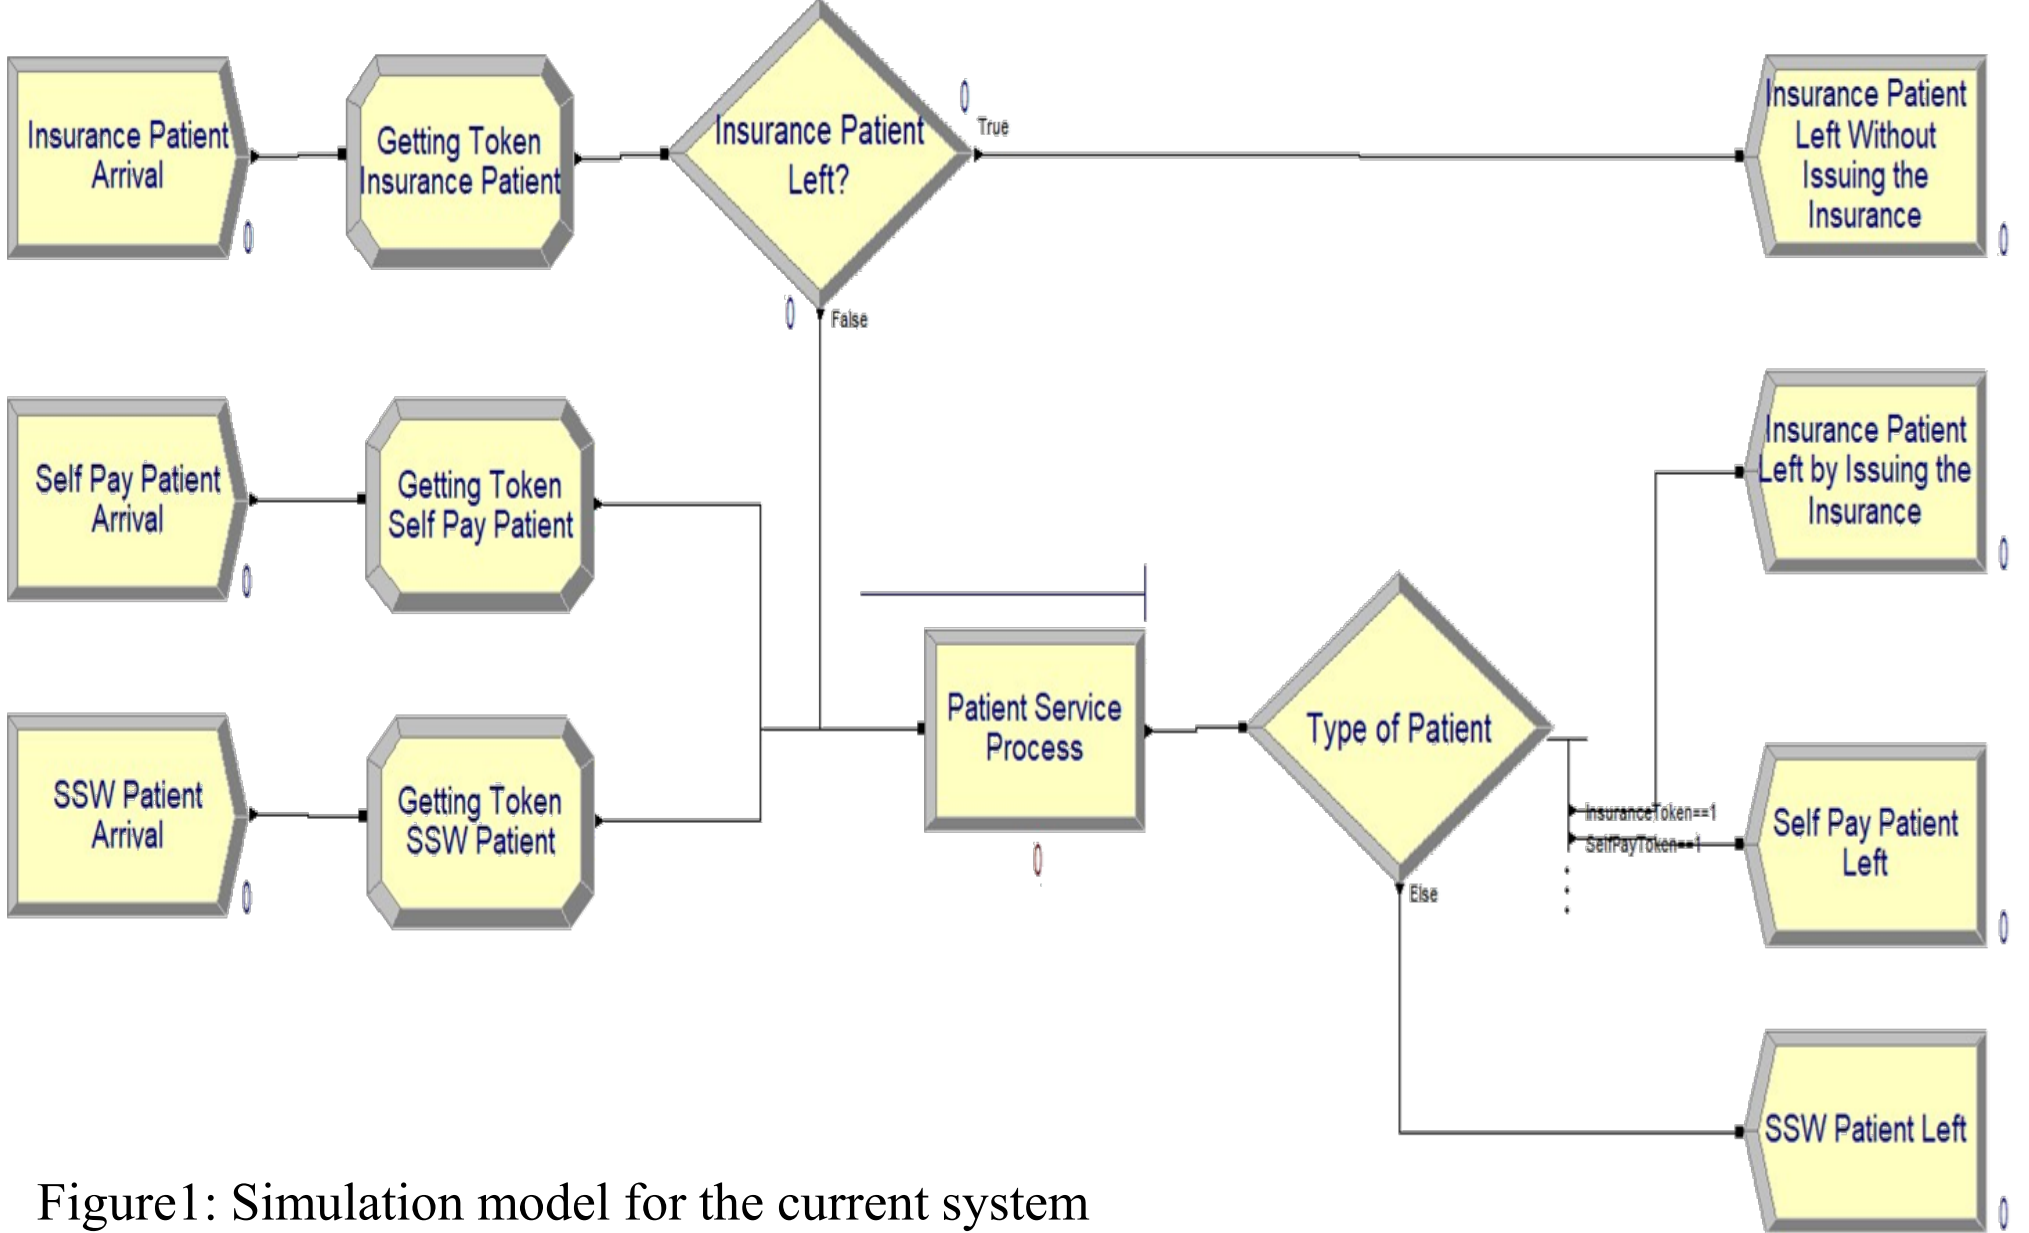 Insurance Patient
Arrival
0
Getting Token
Insurance Patient
Insurance Patient
Left?
0
True
0
False
Insurance Patient
Left Without
Issuing the
Insurance
0
Self Pay Patient
Arrival
0
Getting Token
Self Pay Patient
Insurance Patient
Left by Issuing the
Insurance
0
SSW Patient
Arrival
0
Getting Token
SSW Patient
Patient Service
Process
0
Type of Patient
InsuranceToken==1
SelfPayToken==1
Else
Self Pay Patient
Left
0
SSW Patient Left
0
Figure1: Simulation model for the current system